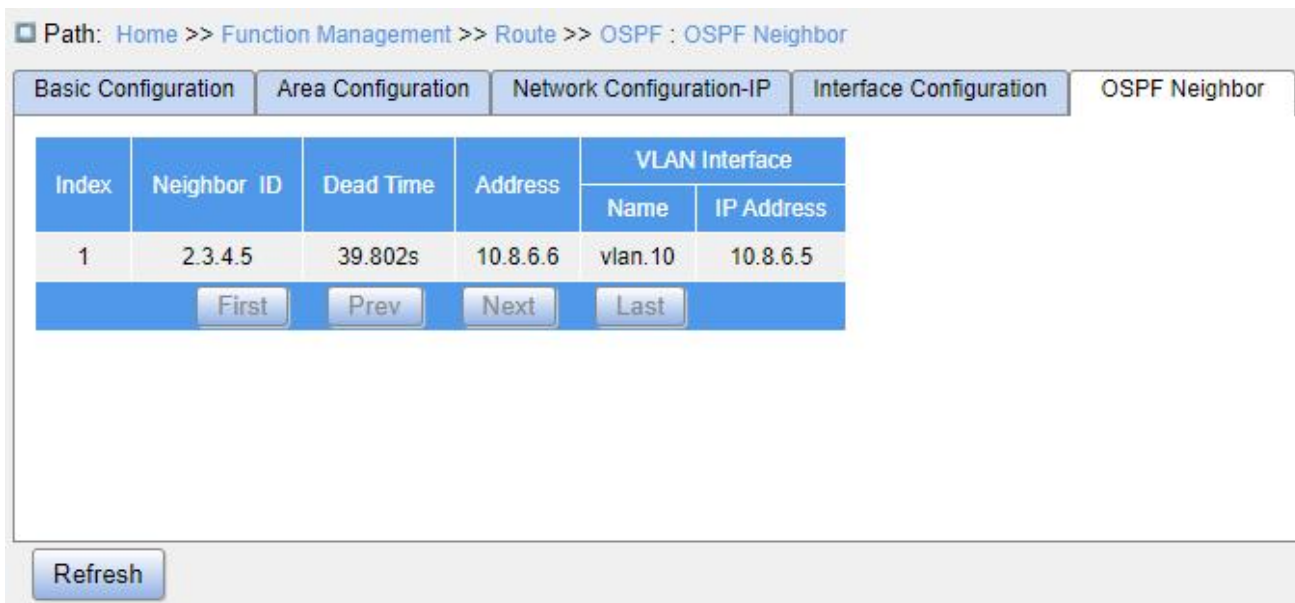 Path: Home >> Function Management >> Route >> OSPF : OSPF Neighbor
Basic Configuration Area Configuration Network Configuration-IP Interface Configuration OSPF Neighbor
Index Neighbor ID Dead Time Address VLAN Interface
Name IP Address
1 2.3.4.5 39.802s 10.8.6.6 vlan.10 10.8.6.5
First Prev Next Last
Refresh